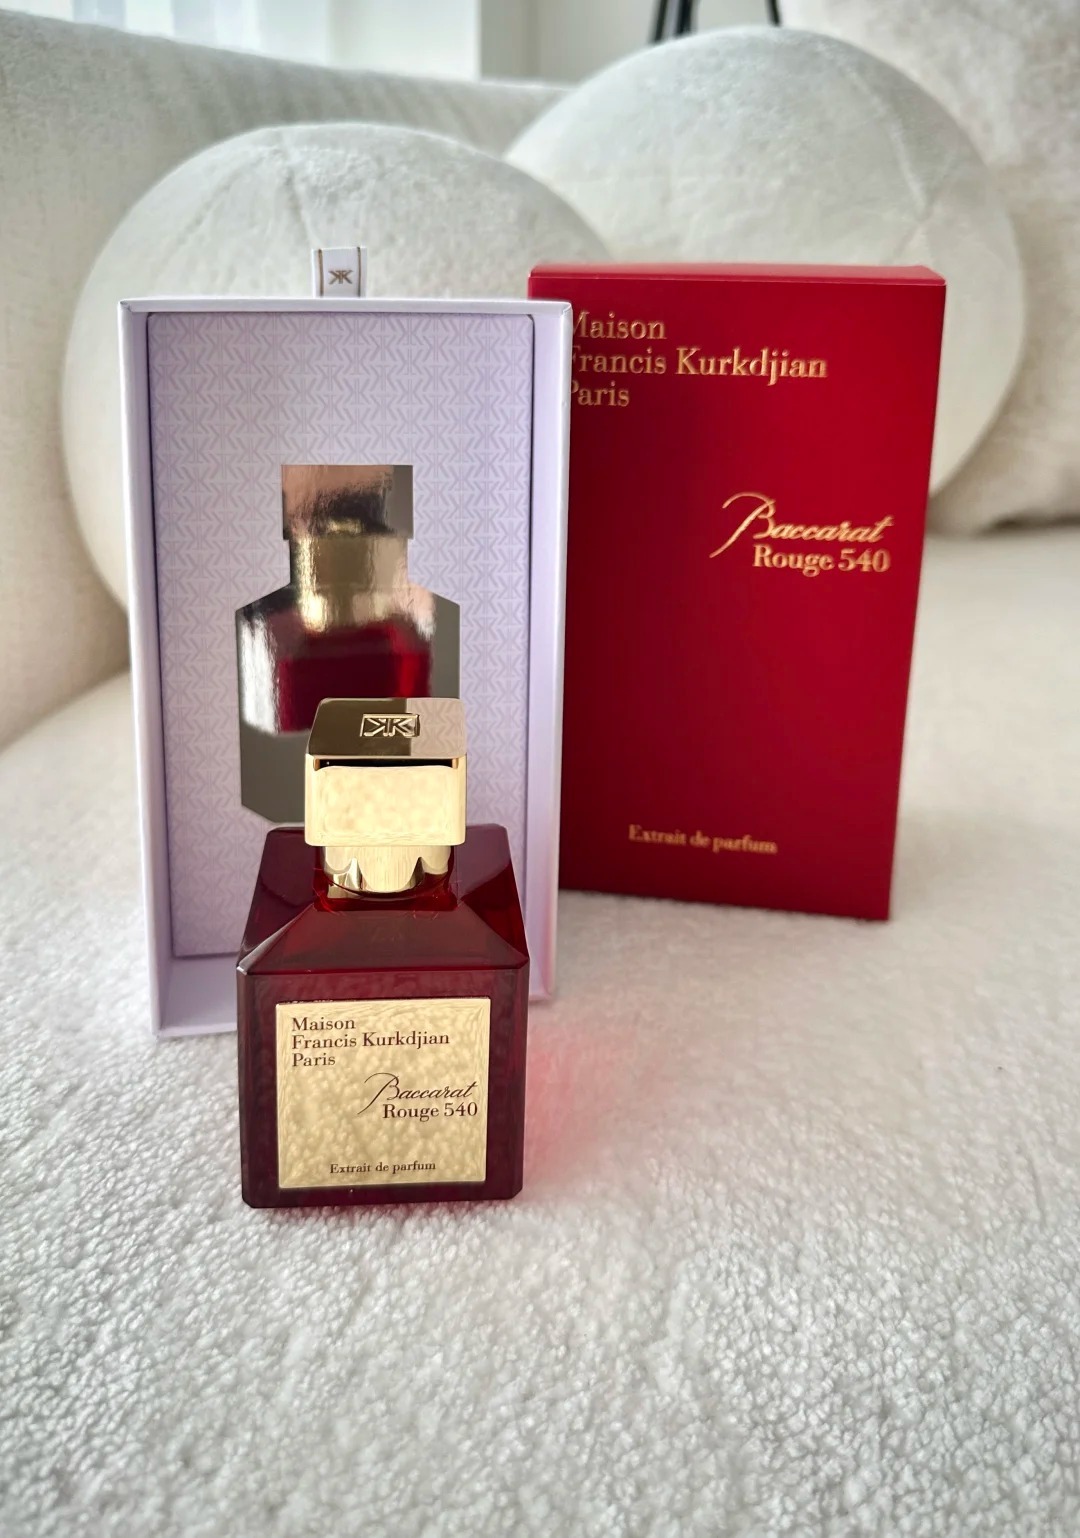 Maison
Francis Kurkdjian
Paris
Baccarat
Rouge 540
Extrait de parfum
Maison
Francis Kurkdjian
Paris
Baccarat
Rouge 540
Extrait de parfum